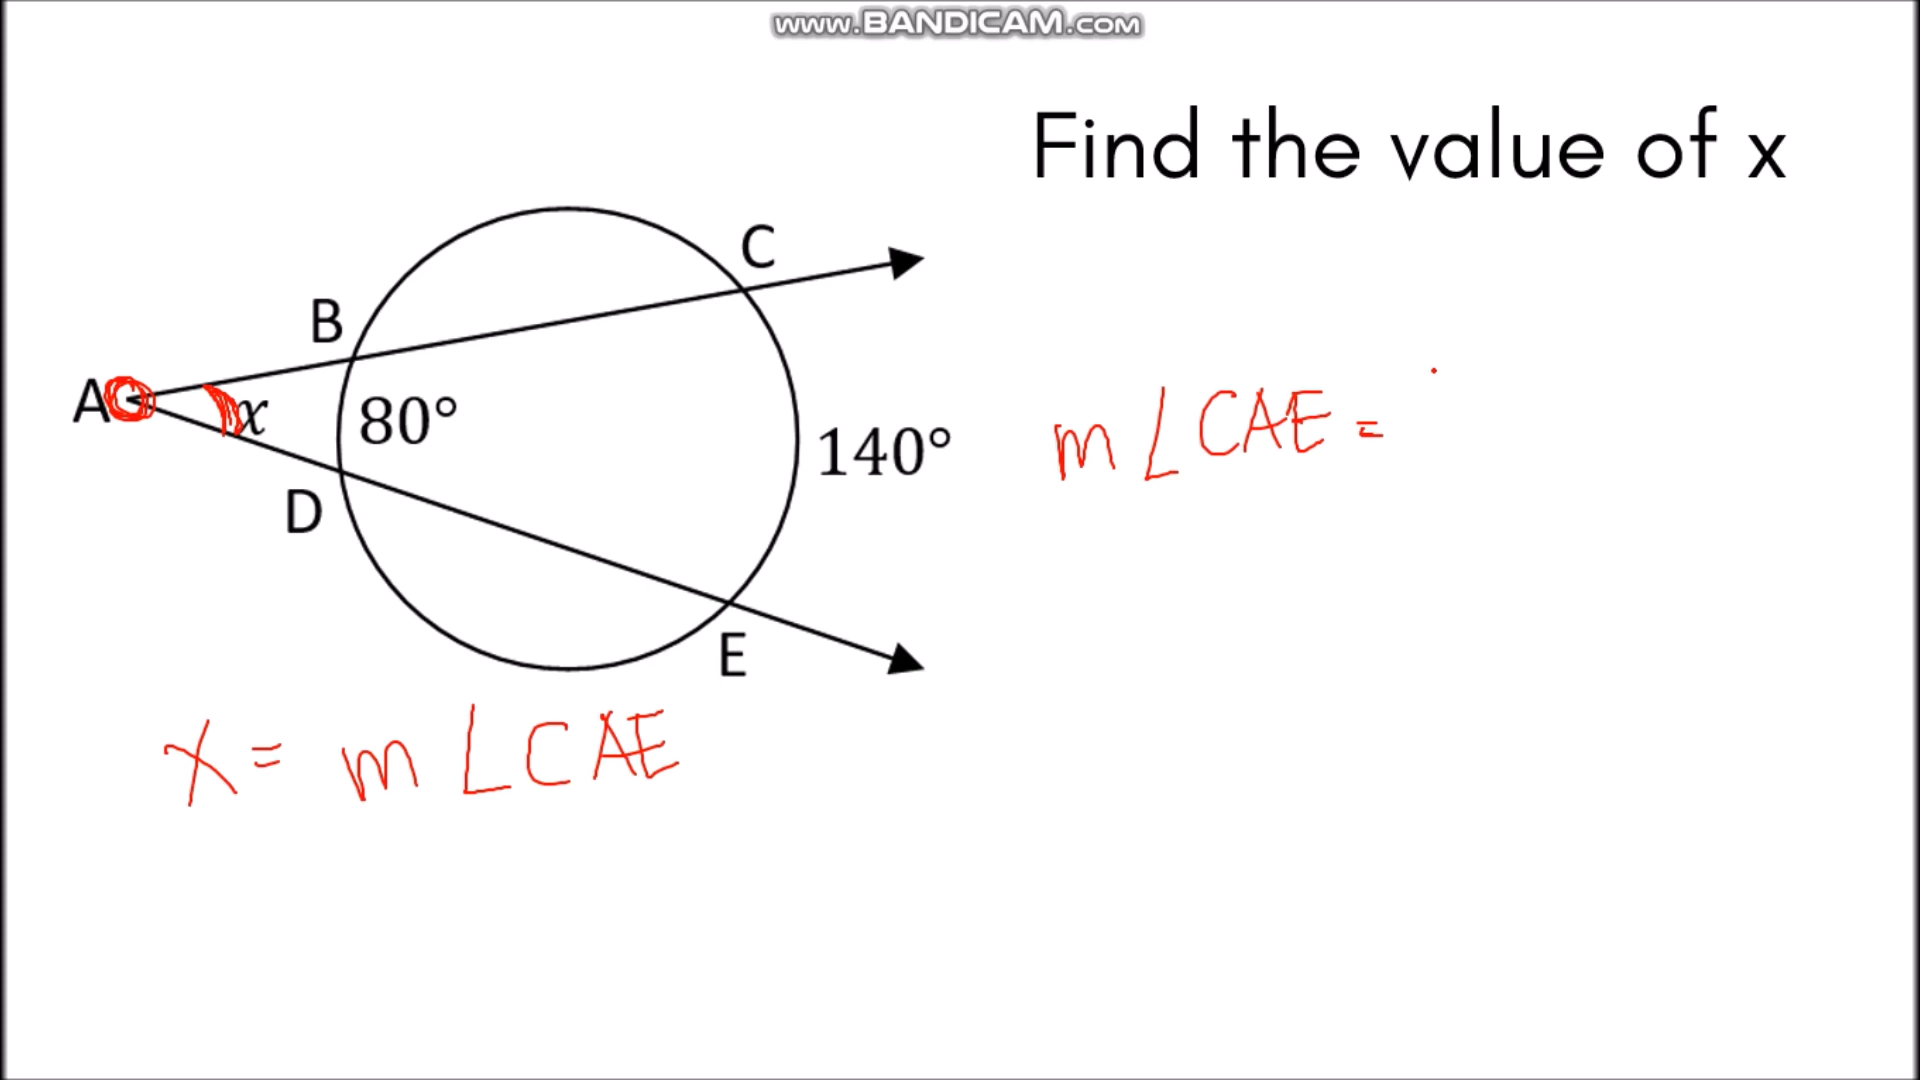 www.BANDICAM.com
Find the value of x
C
B
A
x
80°
140°
m∠CAE =
D
E
x = m∠CAE